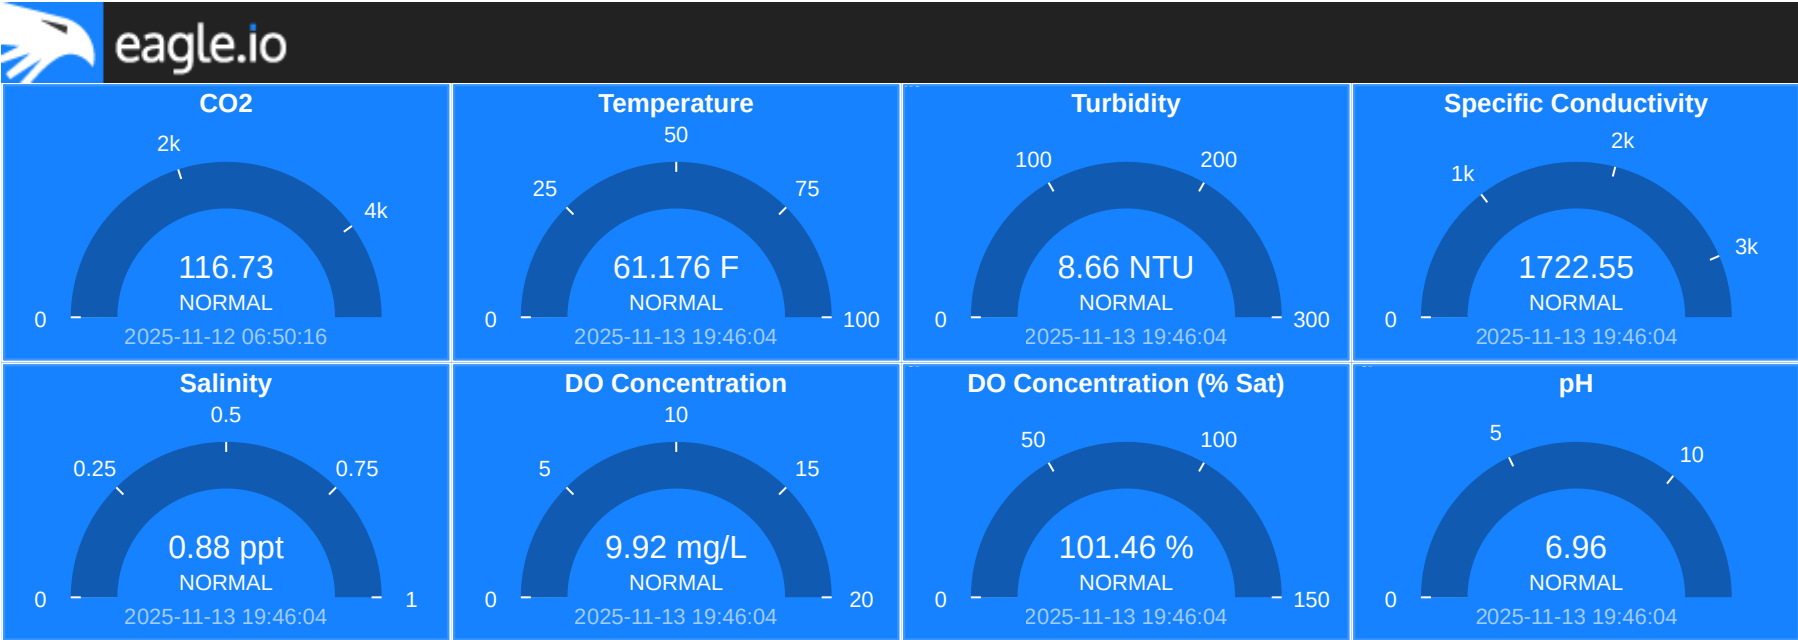 eagle.io
CO2
2k
4k
116.73
NORMAL
0
2025-11-12 06:50:16
Temperature
50
25
75
61.176 F
NORMAL
0
100
2025-11-13 19:46:04
Turbidity
100
200
8.66 NTU
NORMAL
0
300
2025-11-13 19:46:04
Specific Conductivity
2k
1k
3k
1722.55
NORMAL
0
2025-11-13 19:46:04
Salinity
0.5
0.25
0.75
0.88 ppt
NORMAL
0
1
2025-11-13 19:46:04
DO Concentration
10
5
15
9.92 mg/L
NORMAL
0
20
2025-11-13 19:46:04
DO Concentration (% Sat)
50
100
101.46 %
NORMAL
0
150
2025-11-13 19:46:04
pH
5
10
6.96
NORMAL
0
2025-11-13 19:46:04